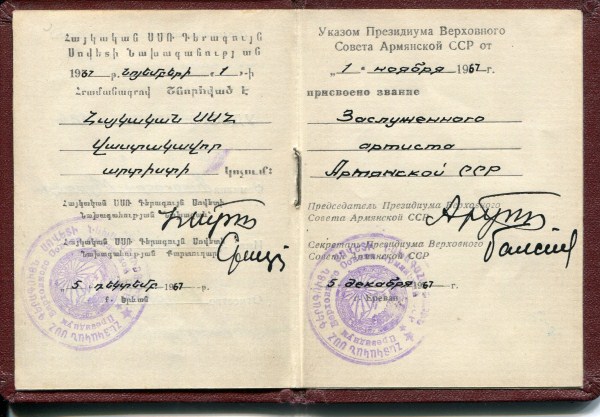 Հայկական ՍՍՌ Գերագույն
Սովետի Նախագահության
1967 թ. նոյեմբերի „1„-ի
Հրամանագրով Շնորհված է
Հայկական ՍՍՀ
վաստակավոր
արտիստի կոչում:
Հայկական ՍՍՌ Գերագույն Սովետի
Նախագահության Նախագահ
Հայկական ՍՍՌ Գերագույն Սովետի
Նախագահության Քարտուղար
„5 դեկտեմբ. 1967 թ.
ք. Երևան
Указом Президиума Верховного
Совета Армянской ССР от
„1„ ноября 1967 г.
присвоено звание
Заслуженного
артиста
Армянской ССР
Председатель Президиума Верховного
Совета Армянской ССР
Секретарь Президиума Верховного
Совета Армянской ССР
„5 декабря 1967 г.
г. Ереван